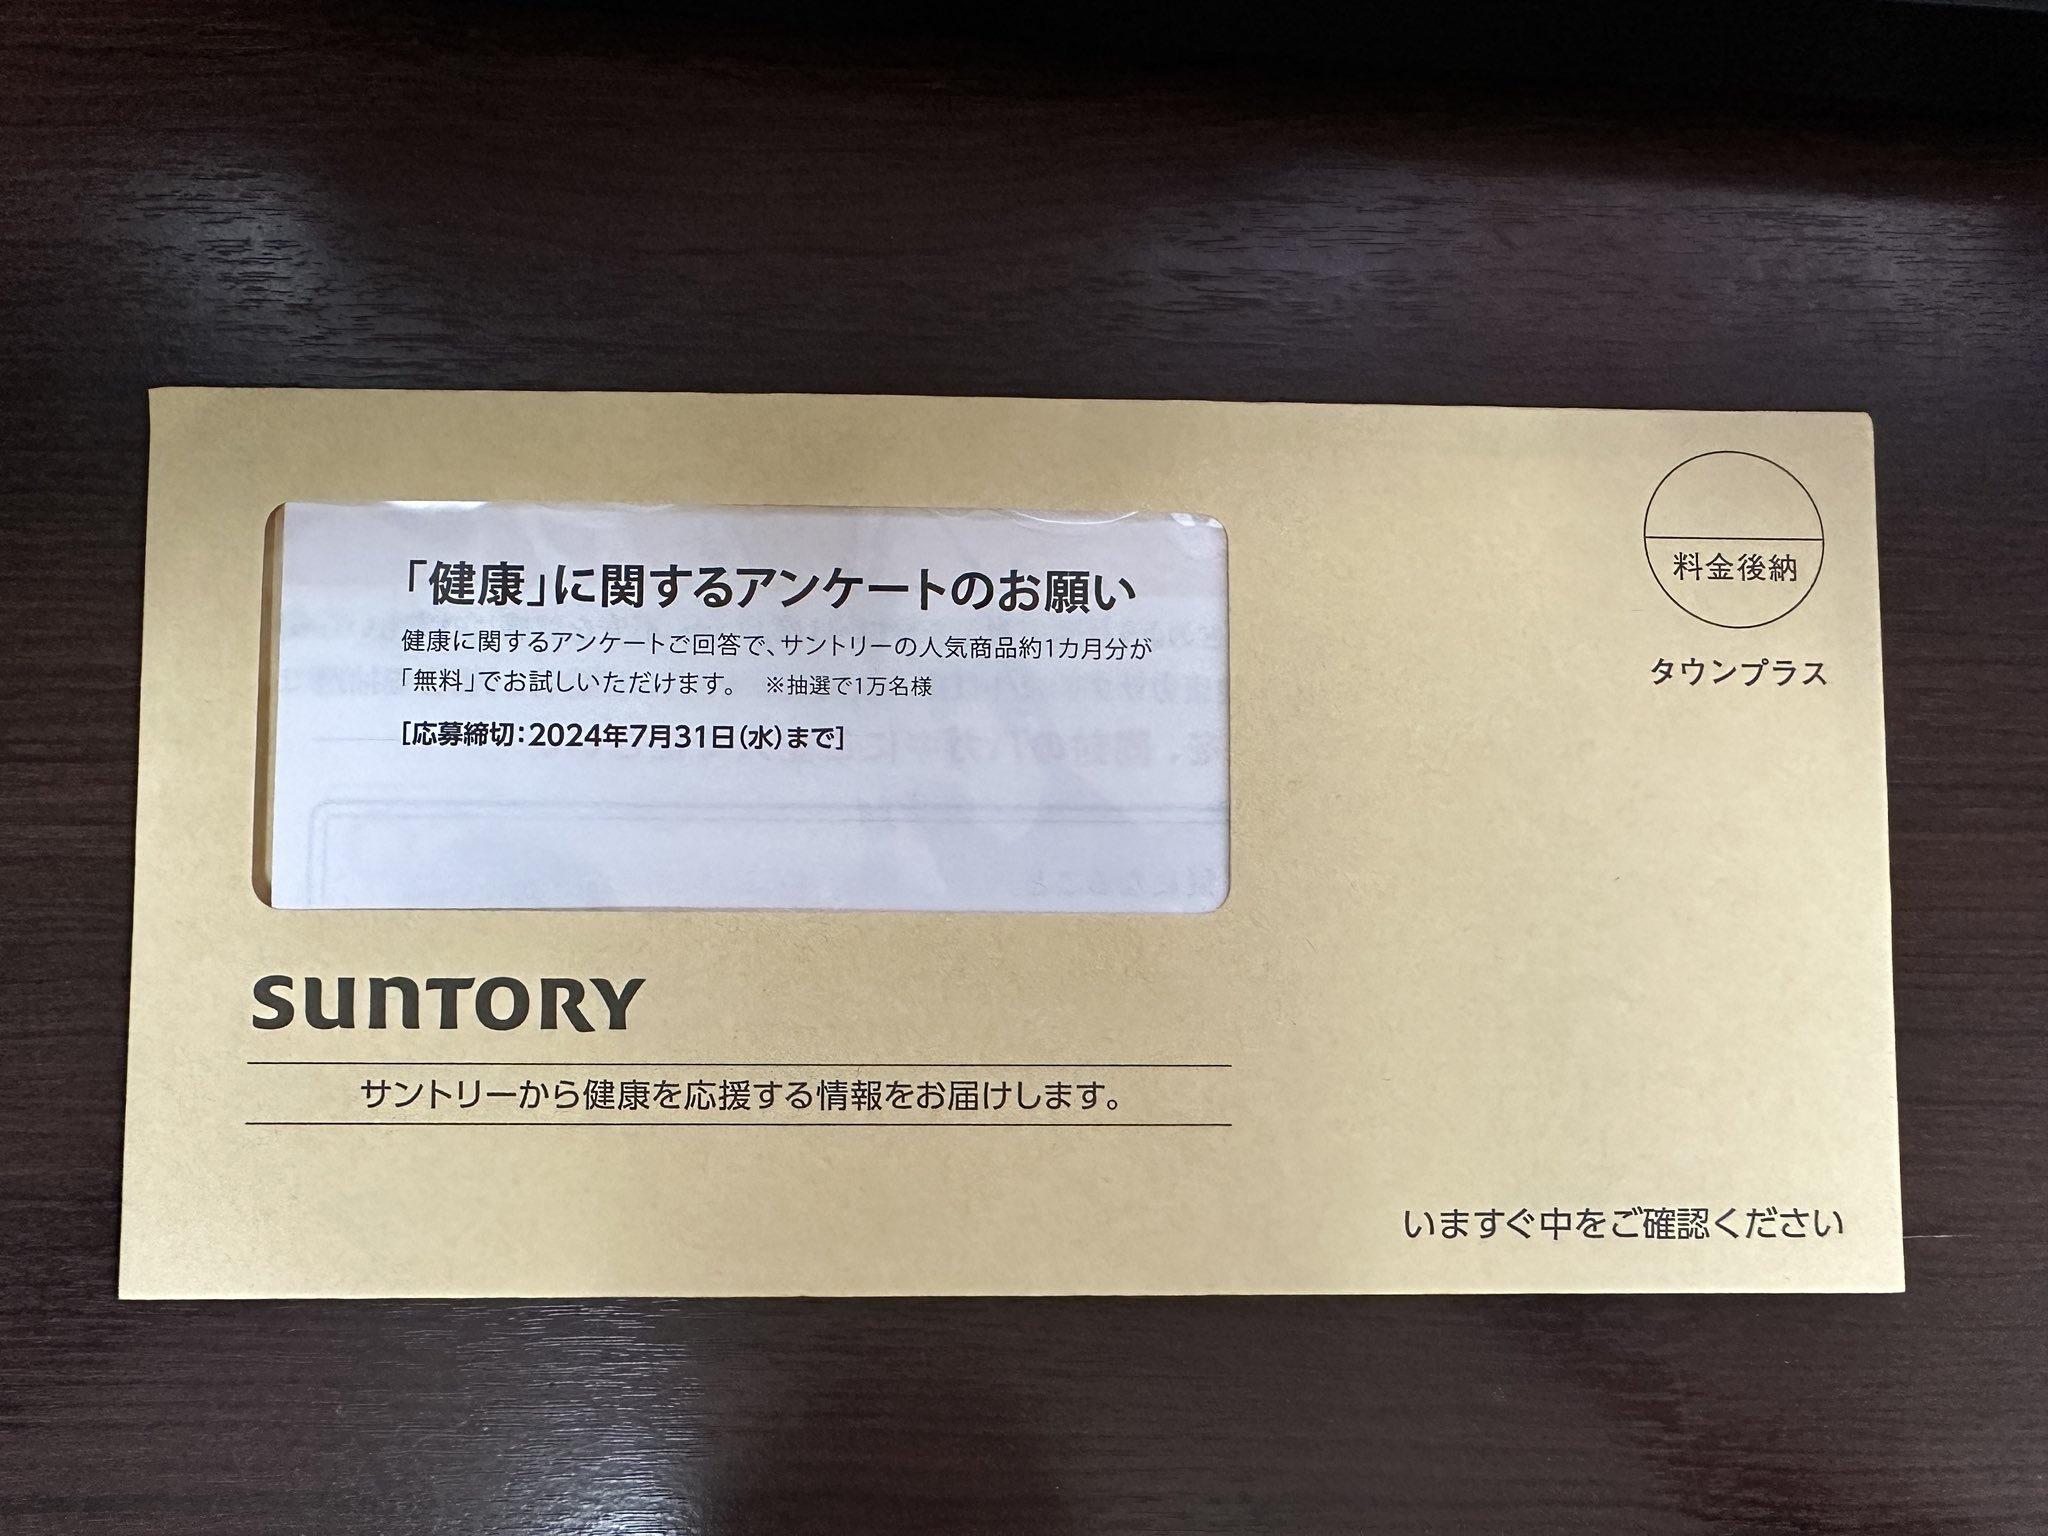 「健康」に関するアンケートのお願い
健康に関するアンケートご回答で、サントリーの人気商品約1カ月分が
「無料」でお試しいただけます。 ※抽選で1万名様
[応募締切：2024年7月31日（水）まで]
料金後納
タウンプラス
SUNTORY
サントリーから健康を応援する情報をお届けします。
いますぐ中をご確認ください